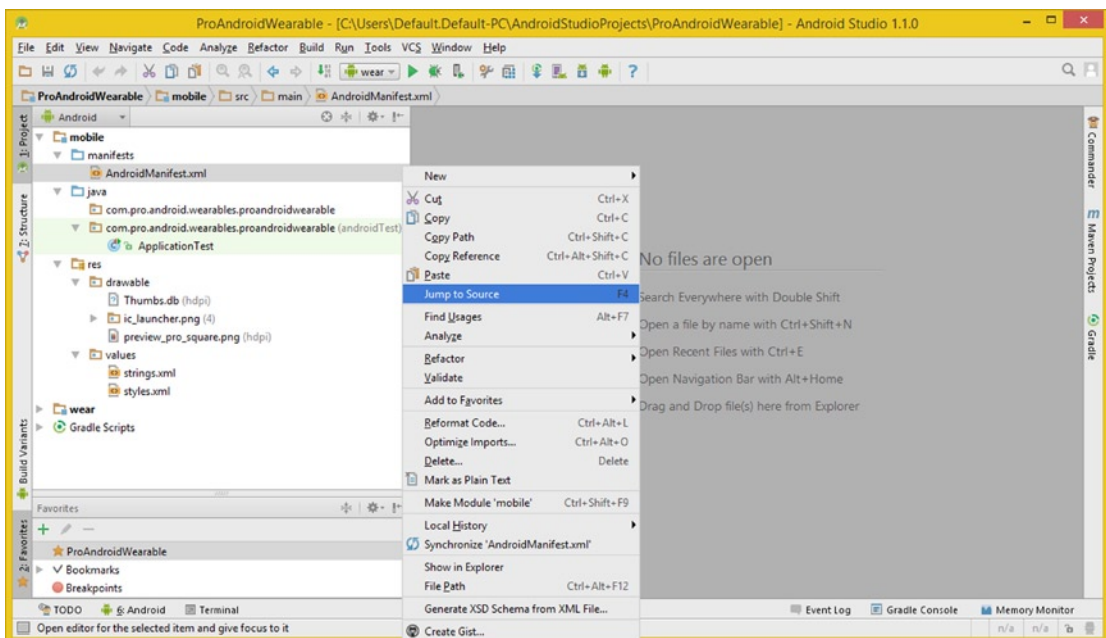 ProAndroidWearable - [C:\Users\Default.Default-PC\AndroidStudioProjects\ProAndroidWearable] - Android Studio 1.1.0
File Edit View Navigate Code Analyze Refactor Build Run Tools VCS Window Help
wear
ProAndroidWearable mobile src main AndroidManifest.xml
1: Project
Z: Structure
Build Variants
2: Favorites
Android
mobile
manifests
AndroidManifest.xml
java
com.pro.android.wearables.proandroidwearable
com.pro.android.wearables.proandroidwearable (androidTest)
ApplicationTest
res
drawable
Thumbs.db (hdpi)
ic_launcher.png (4)
preview_pro_square.png (hdpi)
values
strings.xml
styles.xml
wear
Gradle Scripts
Favorites
ProAndroidWearable
Bookmarks
Breakpoints
New
Cut Ctrl+X
Copy Ctrl+C
Copy Path Ctrl+Shift+C
Copy Reference Ctrl+Alt+Shift+C
Paste Ctrl+V
Jump to Source F4
Find Usages Alt+F7
Analyze
Refactor
Validate
Add to Favorites
Reformat Code... Ctrl+Alt+L
Optimize Imports... Ctrl+Alt+O
Delete... Delete
Mark as Plain Text
Make Module 'mobile' Ctrl+Shift+F9
Local History
Synchronize 'AndroidManifest.xml'
Show in Explorer
File Path Ctrl+Alt+F12
Generate XSD Schema from XML File...
Create Gist...
No files are open
Search Everywhere with Double Shift
Open a file by name with Ctrl+Shift+N
Open Recent Files with Ctrl+E
Open Navigation Bar with Alt+Home
Drag and Drop file(s) here from Explorer
Commander
Maven Projects
Gradle
TODO 6: Android Terminal Event Log Gradle Console Memory Monitor
Open editor for the selected item and give focus to it n/a n/a